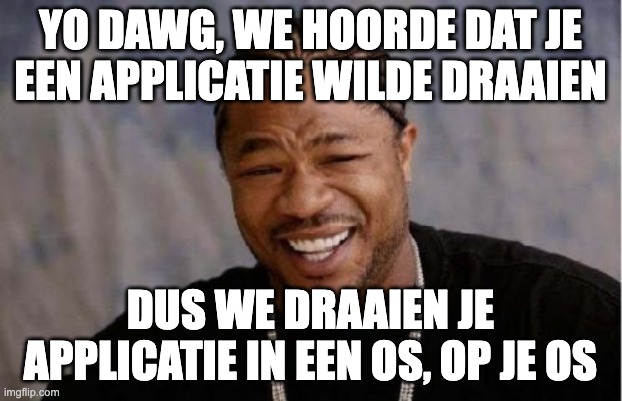 YO DAWG, WE HOORDE DAT JE
EEN APPLICATIE WILDE DRAAIEN
DUS WE DRAAIEN JE
APPLICATIE IN EEN OS, OP JE OS
imgflip.com